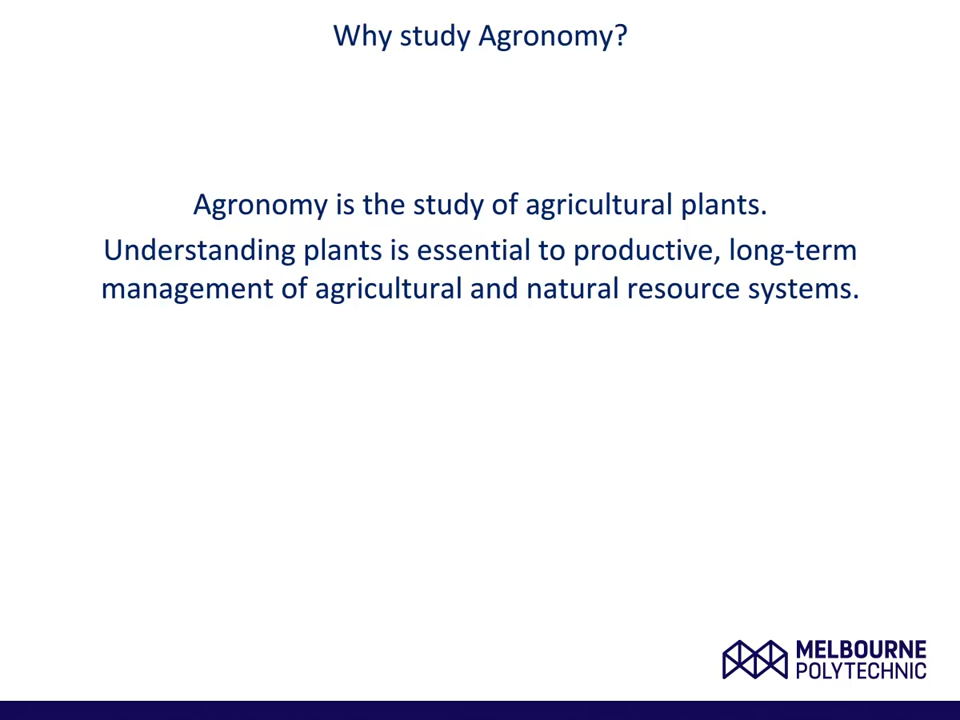 Why study Agronomy?
Agronomy is the study of agricultural plants.
Understanding plants is essential to productive, long-term
management of agricultural and natural resource systems.
MELBOURNE
POLYTECHNIC